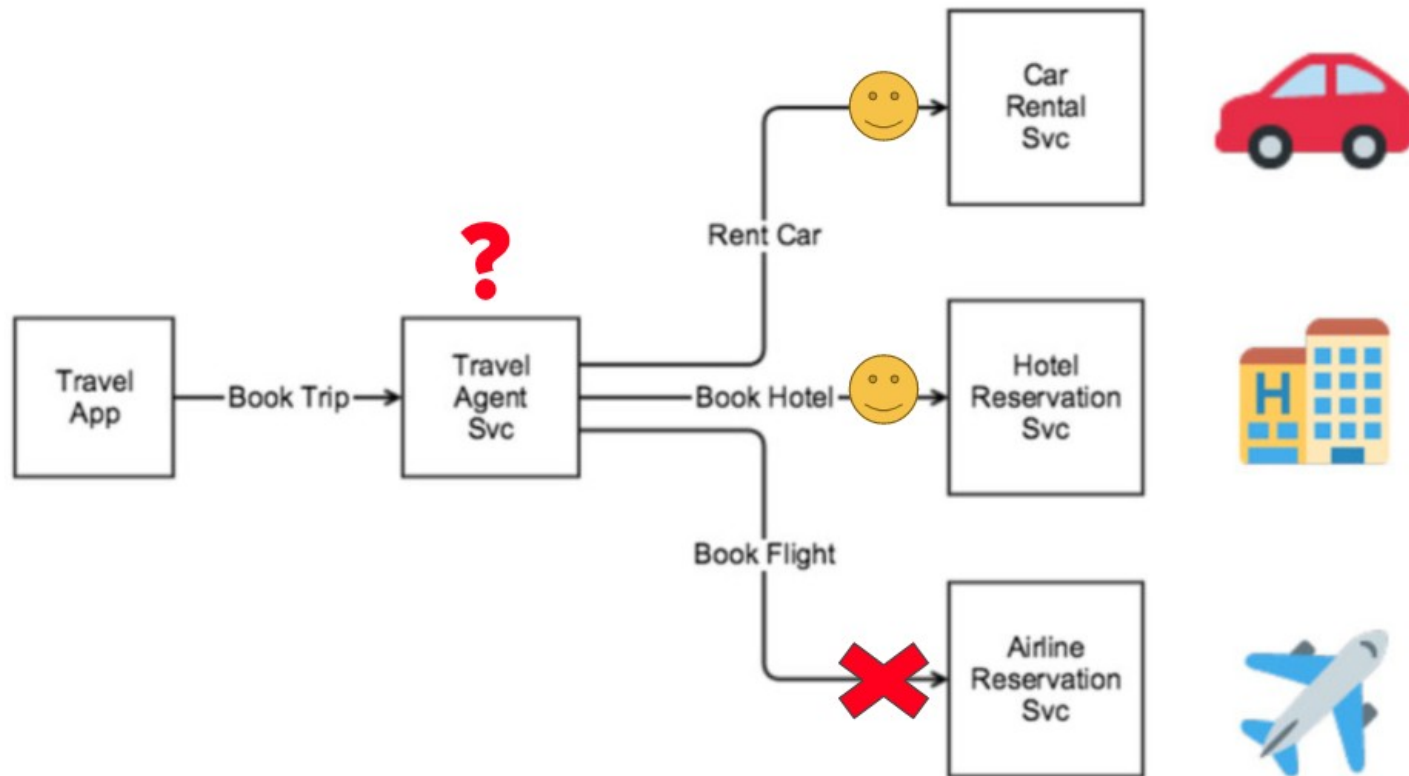 Car
Rental
Svc
Rent Car
?
Travel
App
Book Trip
Travel
Agent
Svc
Book Hotel
Hotel
Reservation
Svc
H
Book Flight
Airline
Reservation
Svc